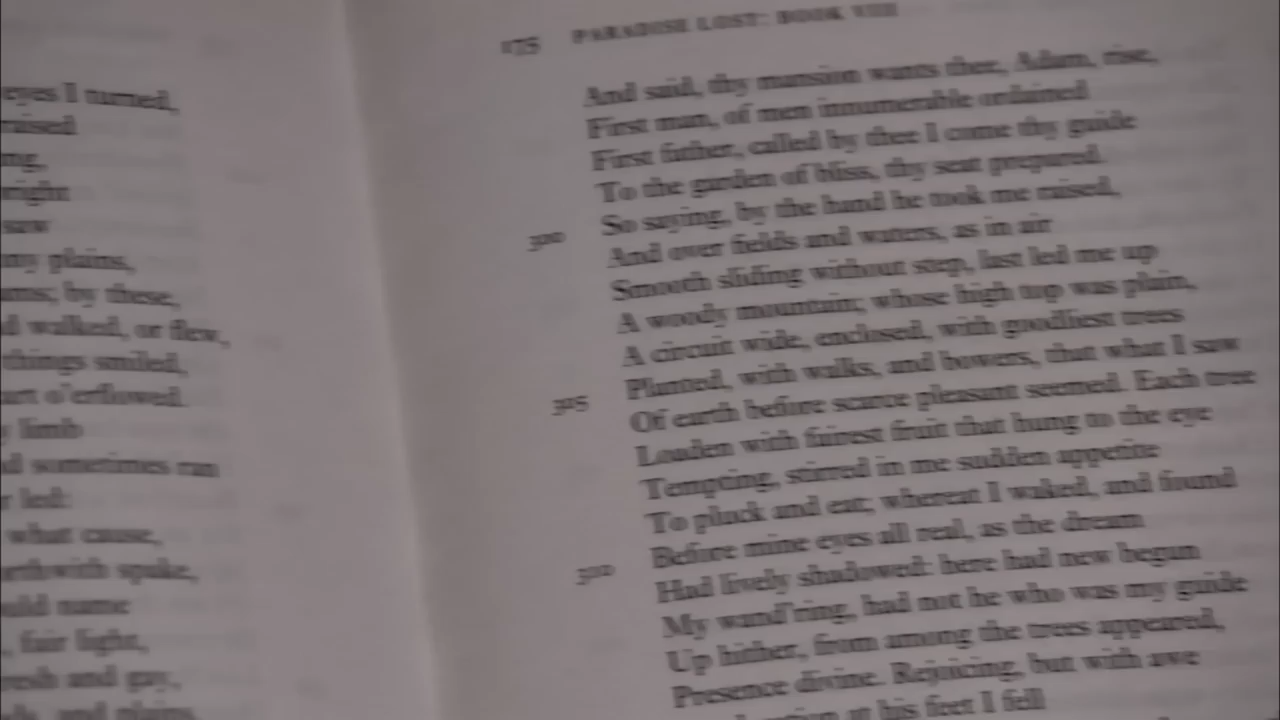 eyes I turned,
raised
right
saw
plains,
by these,
walked, or flew,
things smiled,
o'erflowed.
limb
sometimes ran
led:
what cause,
spake,
name
fair light,
and gay,
and plains,
175 PARADISE LOST: BOOK VIII
And said, thy mansion wants thee, Adam, rise,
First man, of men innumerable ordained
First father, called by thee I come thy guide
To the garden of bliss, thy seat prepared.
300 So saying, by the hand he took me raised,
And over fields and waters, as in air
Smooth sliding without step, last led me up
A woody mountain; whose high top was plain,
A circuit wide, enclosed, with goodliest trees
305 Planted, with walks, and bowers, that what I saw
Of earth before scarce pleasant seemed. Each tree
Loaden with fairest fruit that hung to the eye
Tempting, stirred in me sudden appetite
To pluck and eat; whereat I waked, and found
310 Before mine eyes all real, as the dream
Had lively shadowed: here had new begun
My wand'ring, had not he who was my guide
Up hither, from among the trees appeared,
Presence divine. Rejoicing, but with awe
at his feet I fell